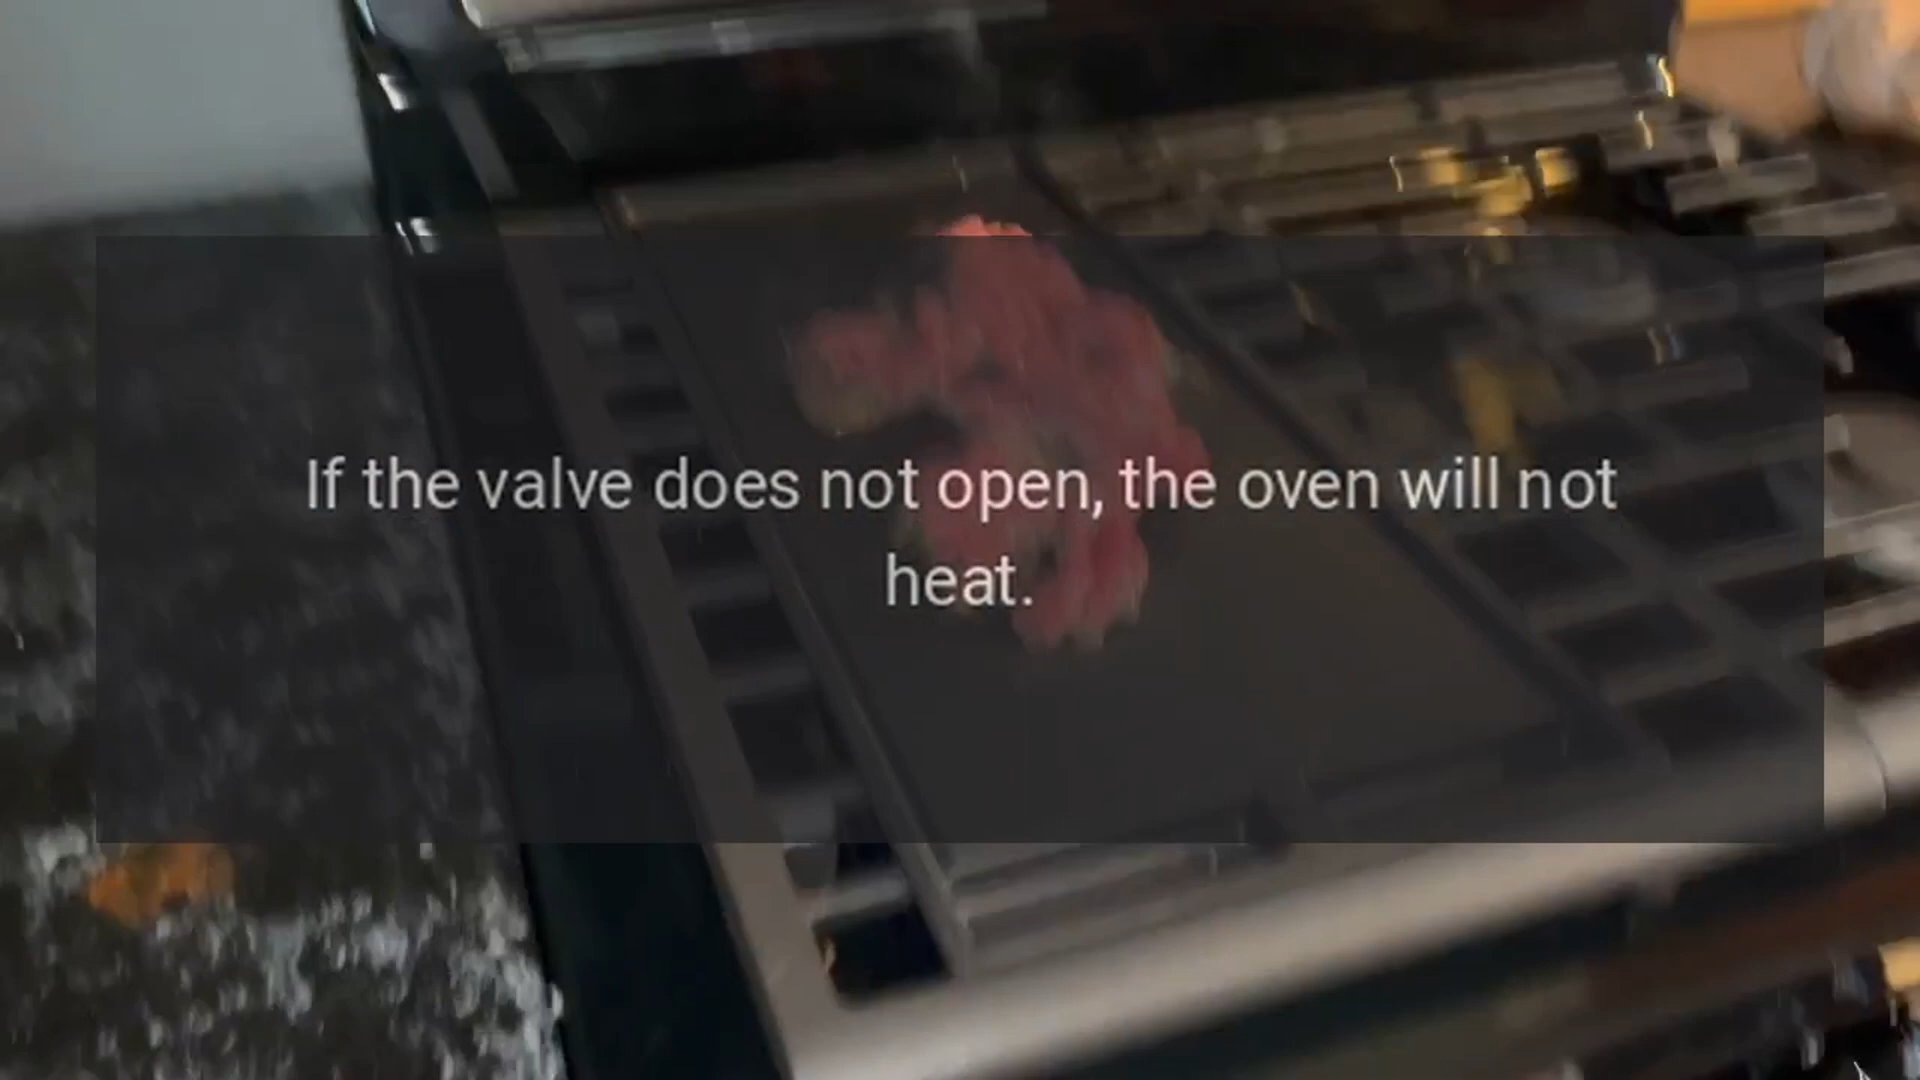 If the valve does not open, the oven will not
heat.